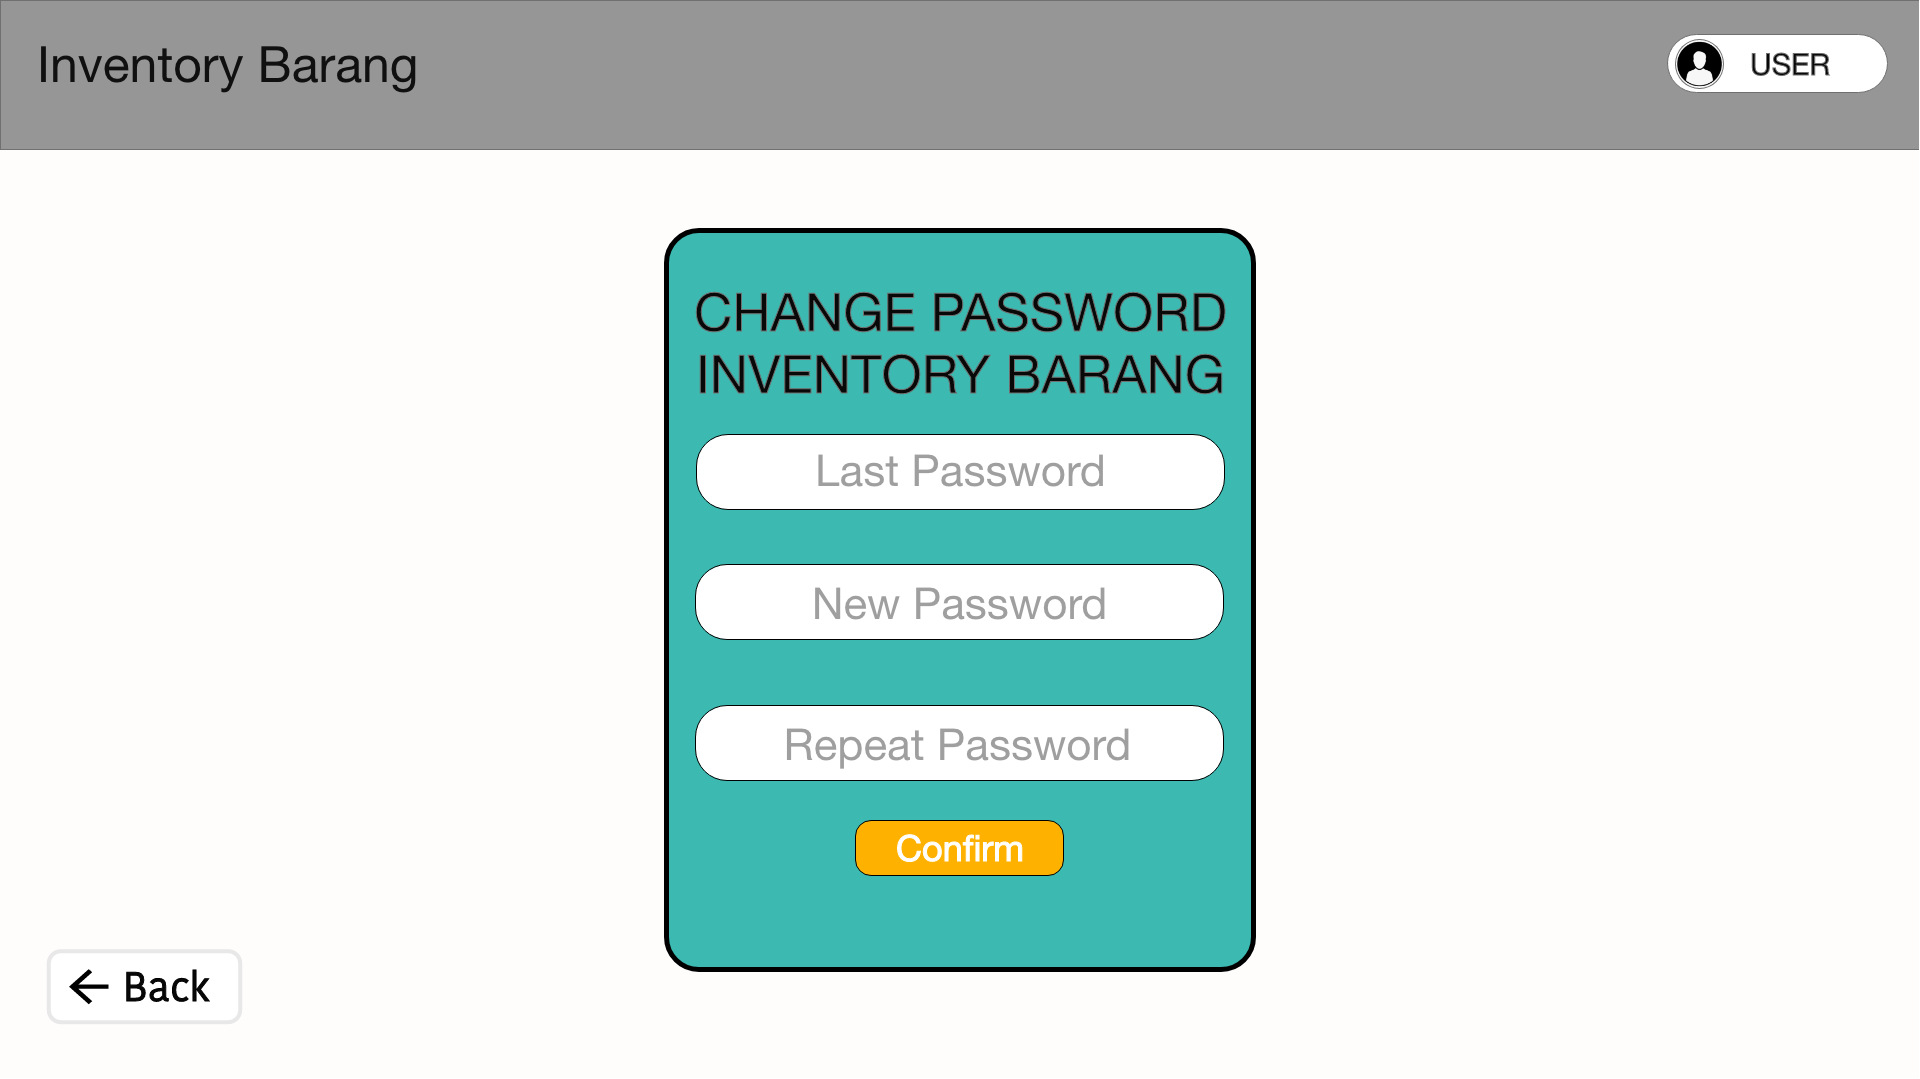 Inventory Barang
USER
CHANGE PASSWORD
INVENTORY BARANG
Last Password
New Password
Repeat Password
Confirm
Back